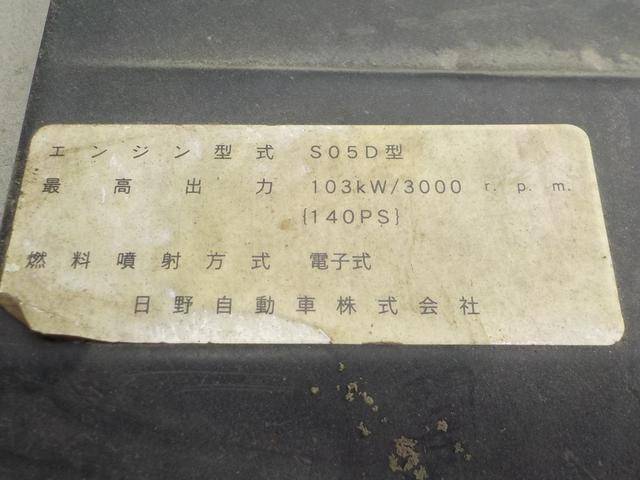 エンジン型式 S05D型
最高出力 103kW/3000 r.p.m.
{140PS}
燃料噴射方式 電子式
日野自動車株式会社